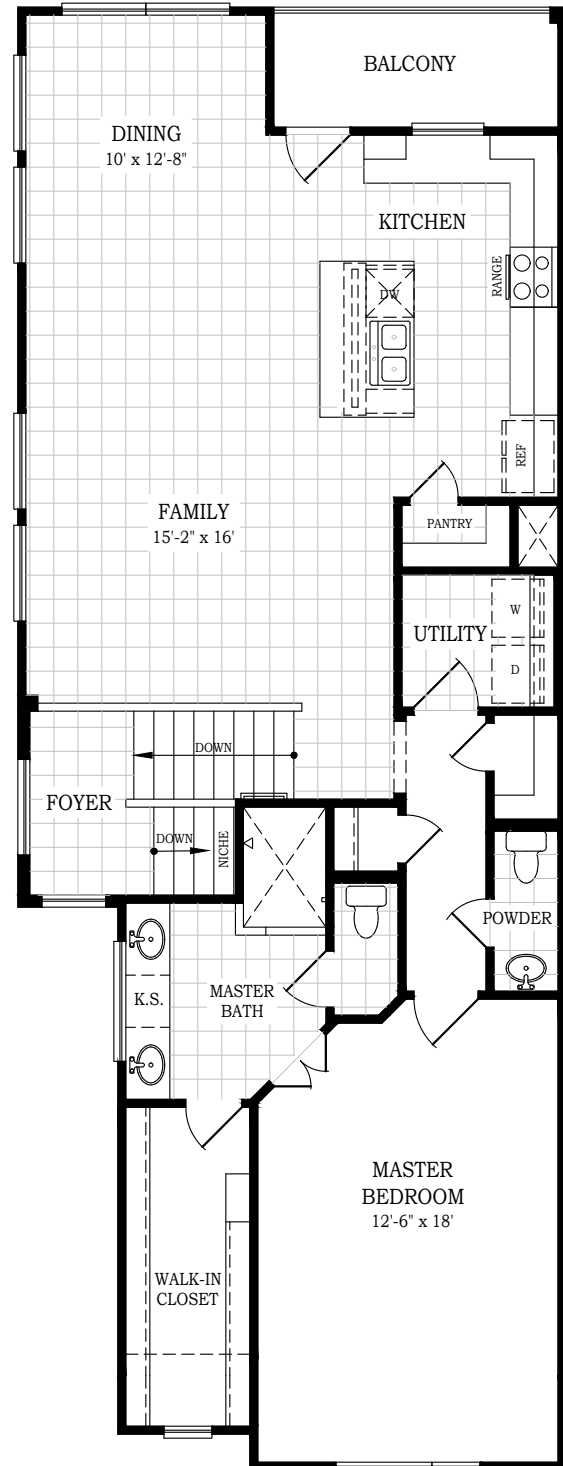 BALCONY
DINING
10' x 12'-8"
KITCHEN
RANGE
DW
REF
FAMILY
15'-2" x 16'
PANTRY
W
UTILITY
D
DOWN
FOYER
DOWN
NICHE
POWDER
K.S.
MASTER
BATH
MASTER
BEDROOM
12'-6" x 18'
WALK-IN
CLOSET